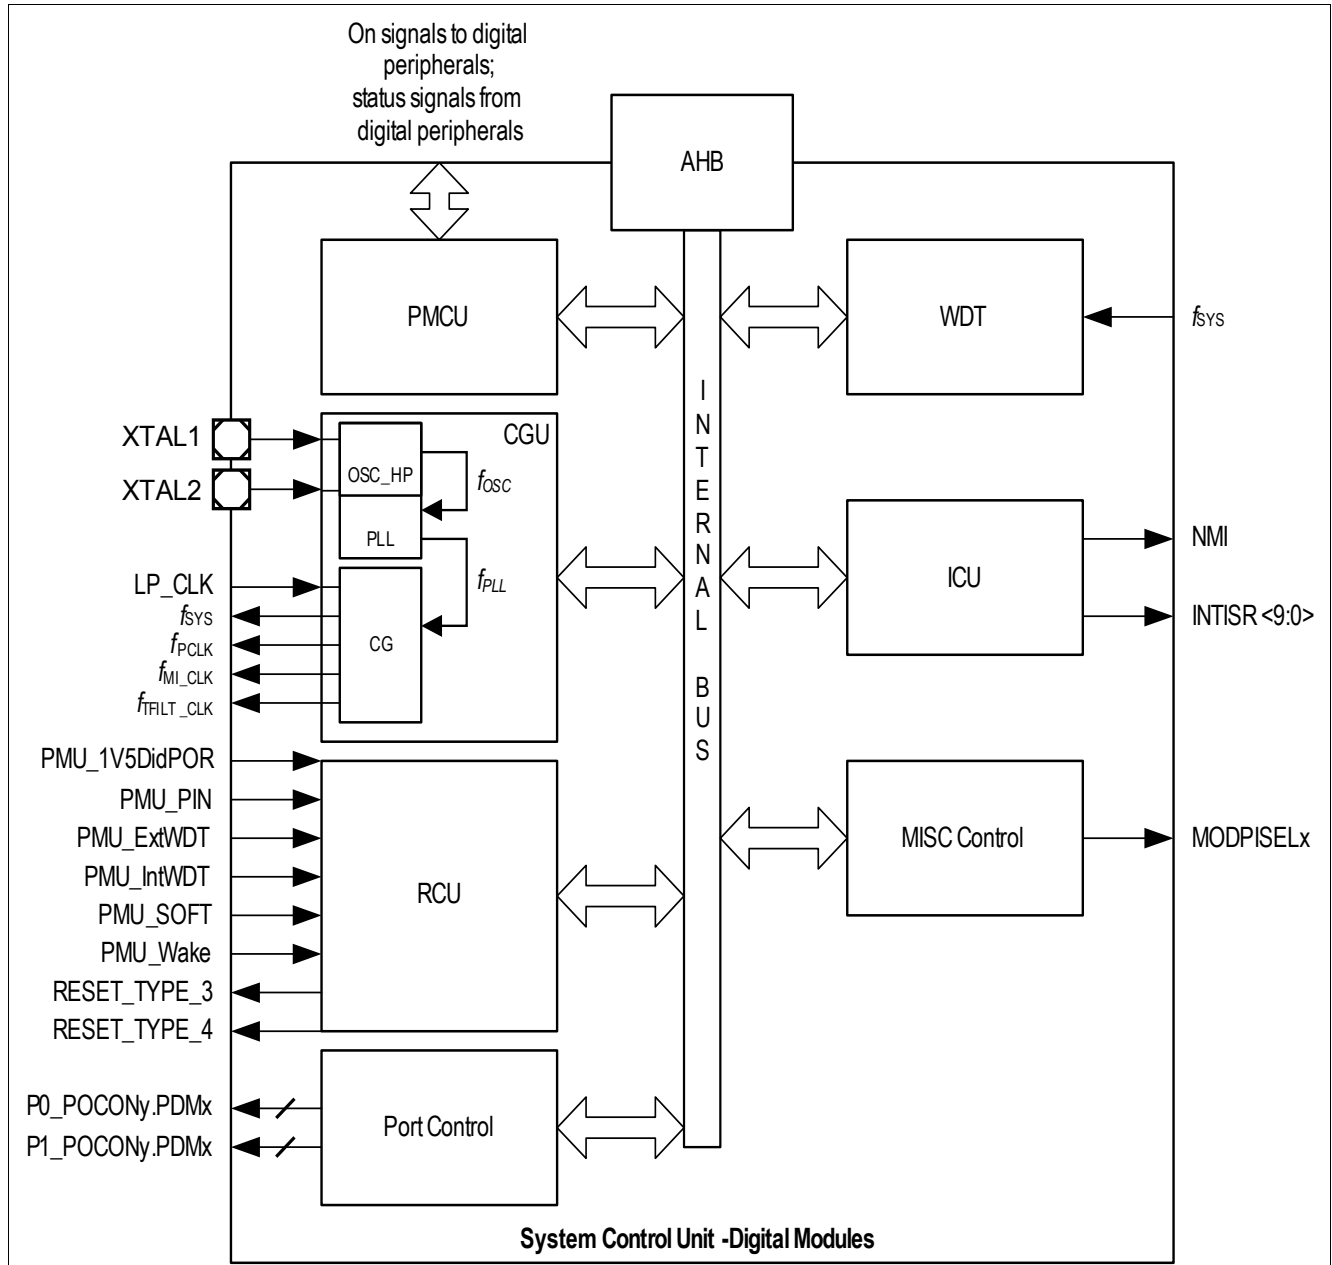 On signals to digital
peripherals;
status signals from
digital peripherals
AHB
PMCU
WDT
fSYS
XTAL1
XTAL2
CGU
OSC_HP
fOSC
PLL
fPLL
LP_CLK
fSYS
fPCLK
fMI_CLK
fTFILT_CLK
CG
INTERNAL BUS
ICU
NMI
INTISR <9:0>
PMU_1V5DidPOR
PMU_PIN
PMU_ExtWDT
PMU_IntWDT
PMU_SOFT
PMU_Wake
RESET_TYPE_3
RESET_TYPE_4
RCU
MISC Control
MODPISELx
P0_POCONy.PDMx
P1_POCONy.PDMx
Port Control
System Control Unit -Digital Modules